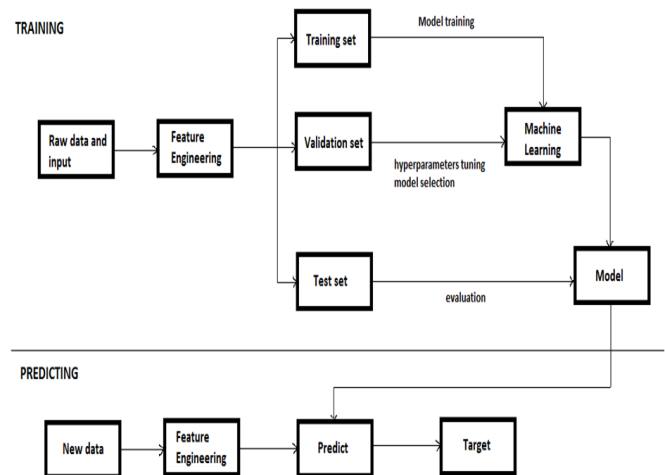 TRAINING
Training set
Model training
Raw data and
input
Feature
Engineering
Validation set
hyperparameters tuning
model selection
Machine
Learning
Test set
evaluation
Model
PREDICTING
New data
Feature
Engineering
Predict
Target